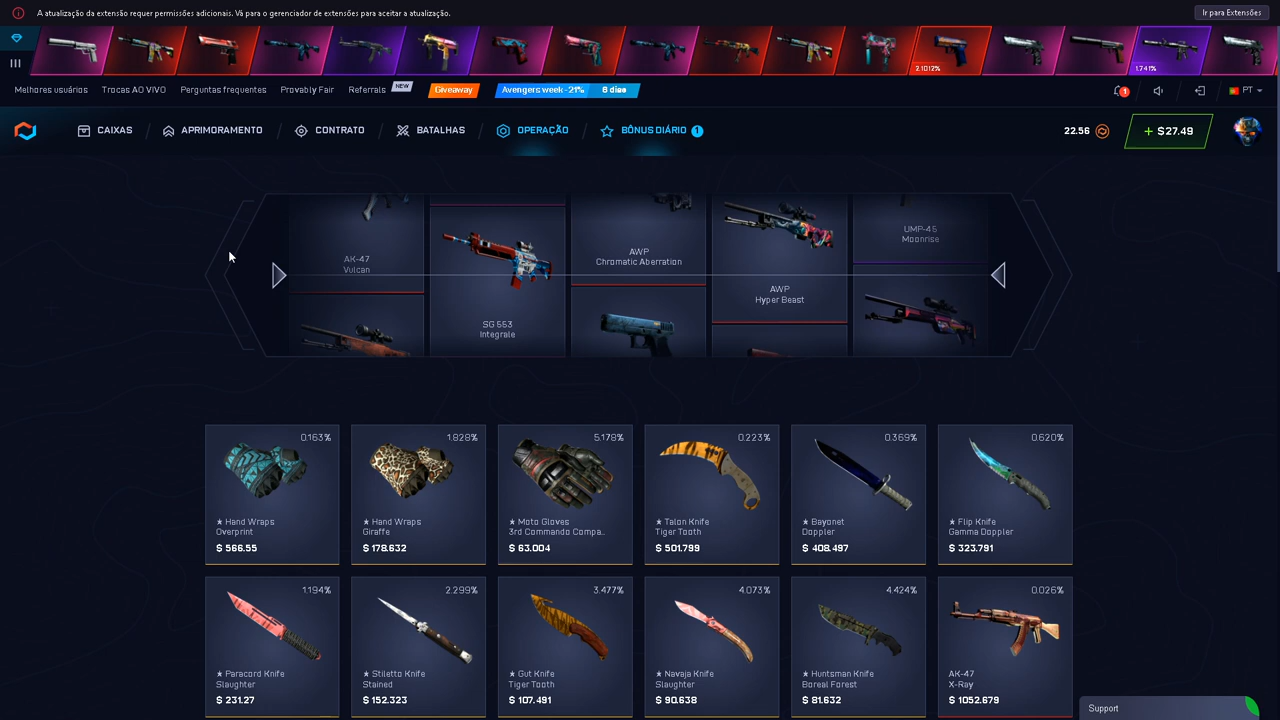 A atualização da extensão requer permissões adicionais. Vá para o gerenciador de extensões para aceitar a atualização.
Ir para Extensões
2.1012%
1.741%
Melhores usuários
Trocas AO VIVO
Perguntas frequentes
Provably Fair
Referrals
NEW
Giveaway
Avengers week -21%
8 dias
1
PT
CAIXAS
APRIMORAMENTO
CONTRATO
BATALHAS
OPERAÇÃO
BÔNUS DIÁRIO
1
22.56
+ $27.49
AK-47
Vulcan
SG 553
Integrale
AWP
Chromatic Aberration
AWP
Hyper Beast
UMP-45
Moonrise
0.163%
★ Hand Wraps
Overprint
$ 566.55
1.828%
★ Hand Wraps
Giraffe
$ 178.632
5.178%
★ Moto Gloves
3rd Commando Compa...
$ 63.004
0.223%
★ Talon Knife
Tiger Tooth
$ 501.799
0.369%
★ Bayonet
Doppler
$ 408.497
0.620%
★ Flip Knife
Gamma Doppler
$ 323.791
1.194%
★ Paracord Knife
Slaughter
$ 231.27
2.299%
★ Stiletto Knife
Stained
$ 152.323
3.477%
★ Gut Knife
Tiger Tooth
$ 107.491
4.073%
★ Navaja Knife
Slaughter
$ 90.638
4.424%
★ Huntsman Knife
Boreal Forest
$ 81.632
0.026%
AK-47
X-Ray
$ 1052.679
Support